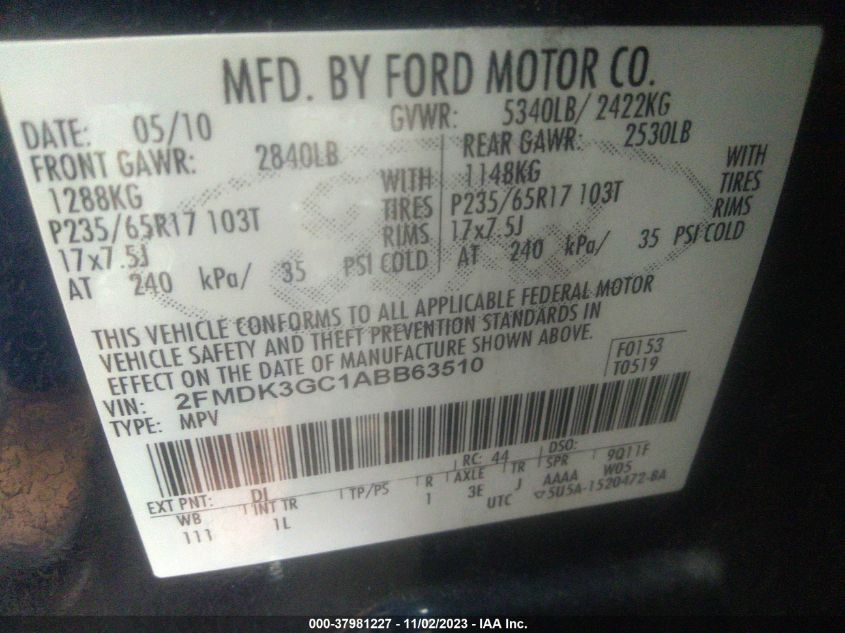 MFD. BY FORD MOTOR CO.
DATE: 05/10 GVWR: 5340LB/ 2422KG
FRONT GAWR: 2840LB REAR GAWR: 2530LB
1288KG WITH 1148KG WITH
P235/65R17 103T TIRES P235/65R17 103T TIRES
17x7.5J RIMS 17x7.5J RIMS
AT 240 kPa/ 35 PSI COLD AT 240 kPa/ 35 PSI COLD
THIS VEHICLE CONFORMS TO ALL APPLICABLE FEDERAL MOTOR
VEHICLE SAFETY AND THEFT PREVENTION STANDARDS IN
EFFECT ON THE DATE OF MANUFACTURE SHOWN ABOVE.
VIN: 2FMDK3GC1ABB63510 F0153
TYPE: MPV T0519
EXT PNT: DJ RC: 44 DSO:
WB INT TR TP/PS R AXLE TR SPR 9Q11F
111 1L 1 3E J AAAA W05
UTC ▽5U5A-1520472-BA
000-37981227 - 11/02/2023 - IAA Inc.